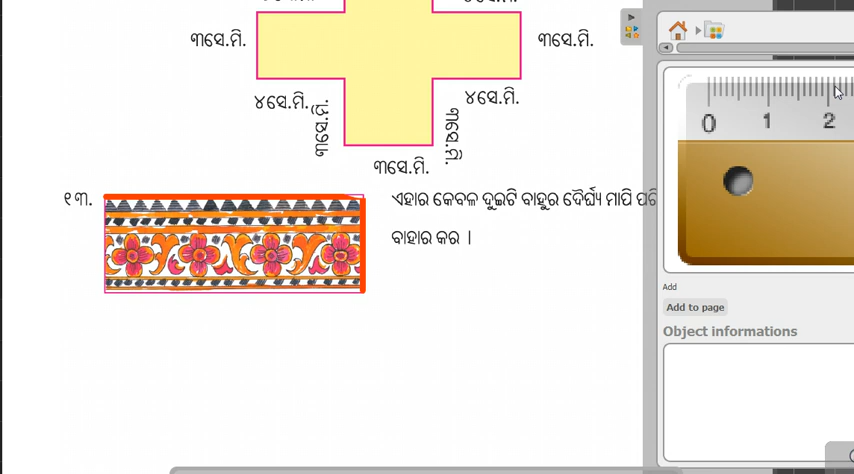 ୩ସେ.ମି.
୩ସେ.ମି.
୪ସେ.ମି.
୪ସେ.ମି.
୩ସେ.ମି.
୩ସେ.ମି.
୩ସେ.ମି.
୧୩.
ଏହାର କେବଳ ଦୁଇଟି ବାହୁର ଦୈର୍ଘ୍ୟ ମାପି
ବାହାର କର ।
0 1 2
Add
Add to page
Object informations